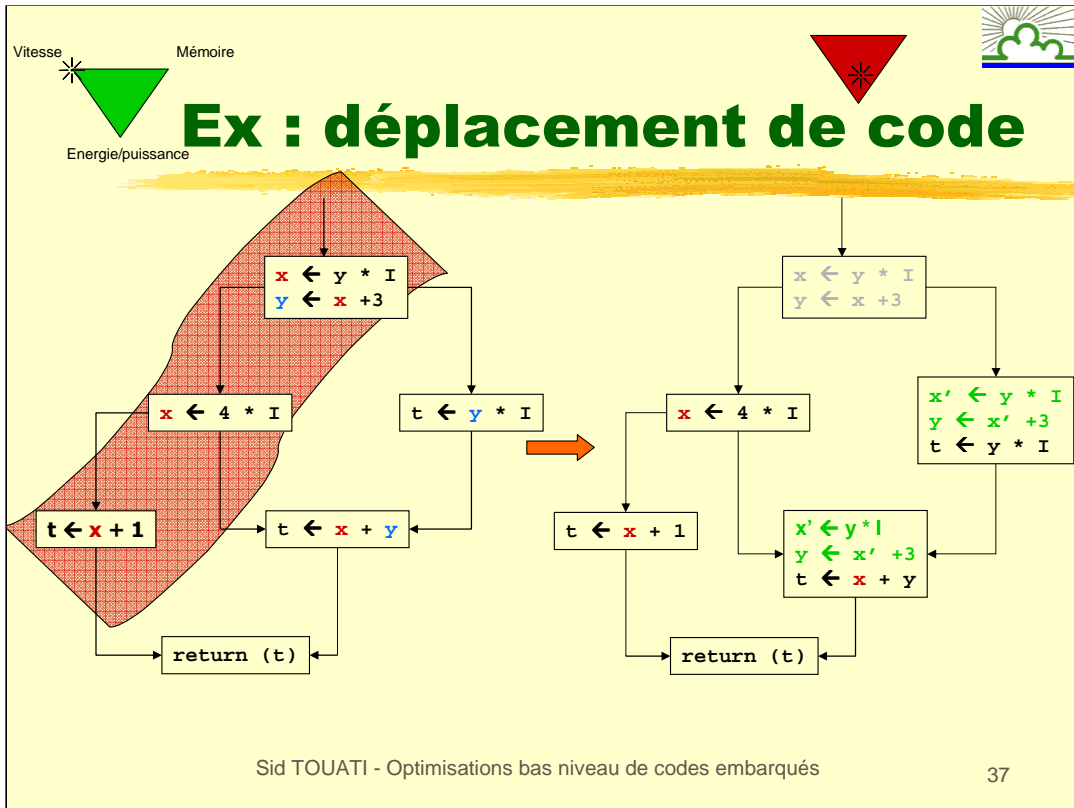 Vitesse
Mémoire
Energie/puissance
Ex : déplacement de code
x ← y * I
y ← x +3
x ← 4 * I
t ← y * I
t ← x + 1
t ← x + y
return (t)
x ← y * I
y ← x +3
x ← 4 * I
x′ ← y * I
y ← x′ +3
t ← y * I
t ← x + 1
x' ← y * I
y ← x′ +3
t ← x + y
return (t)
Sid TOUATI - Optimisations bas niveau de codes embarqués
37